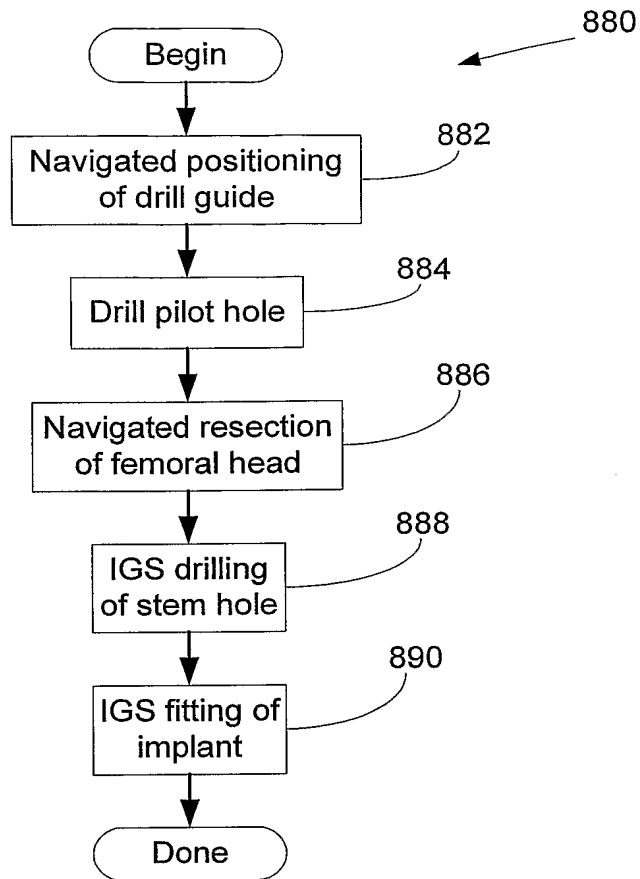 880
Begin
882
Navigated positioning
of drill guide
884
Drill pilot hole
886
Navigated resection
of femoral head
888
IGS drilling
of stem hole
890
IGS fitting of
implant
Done